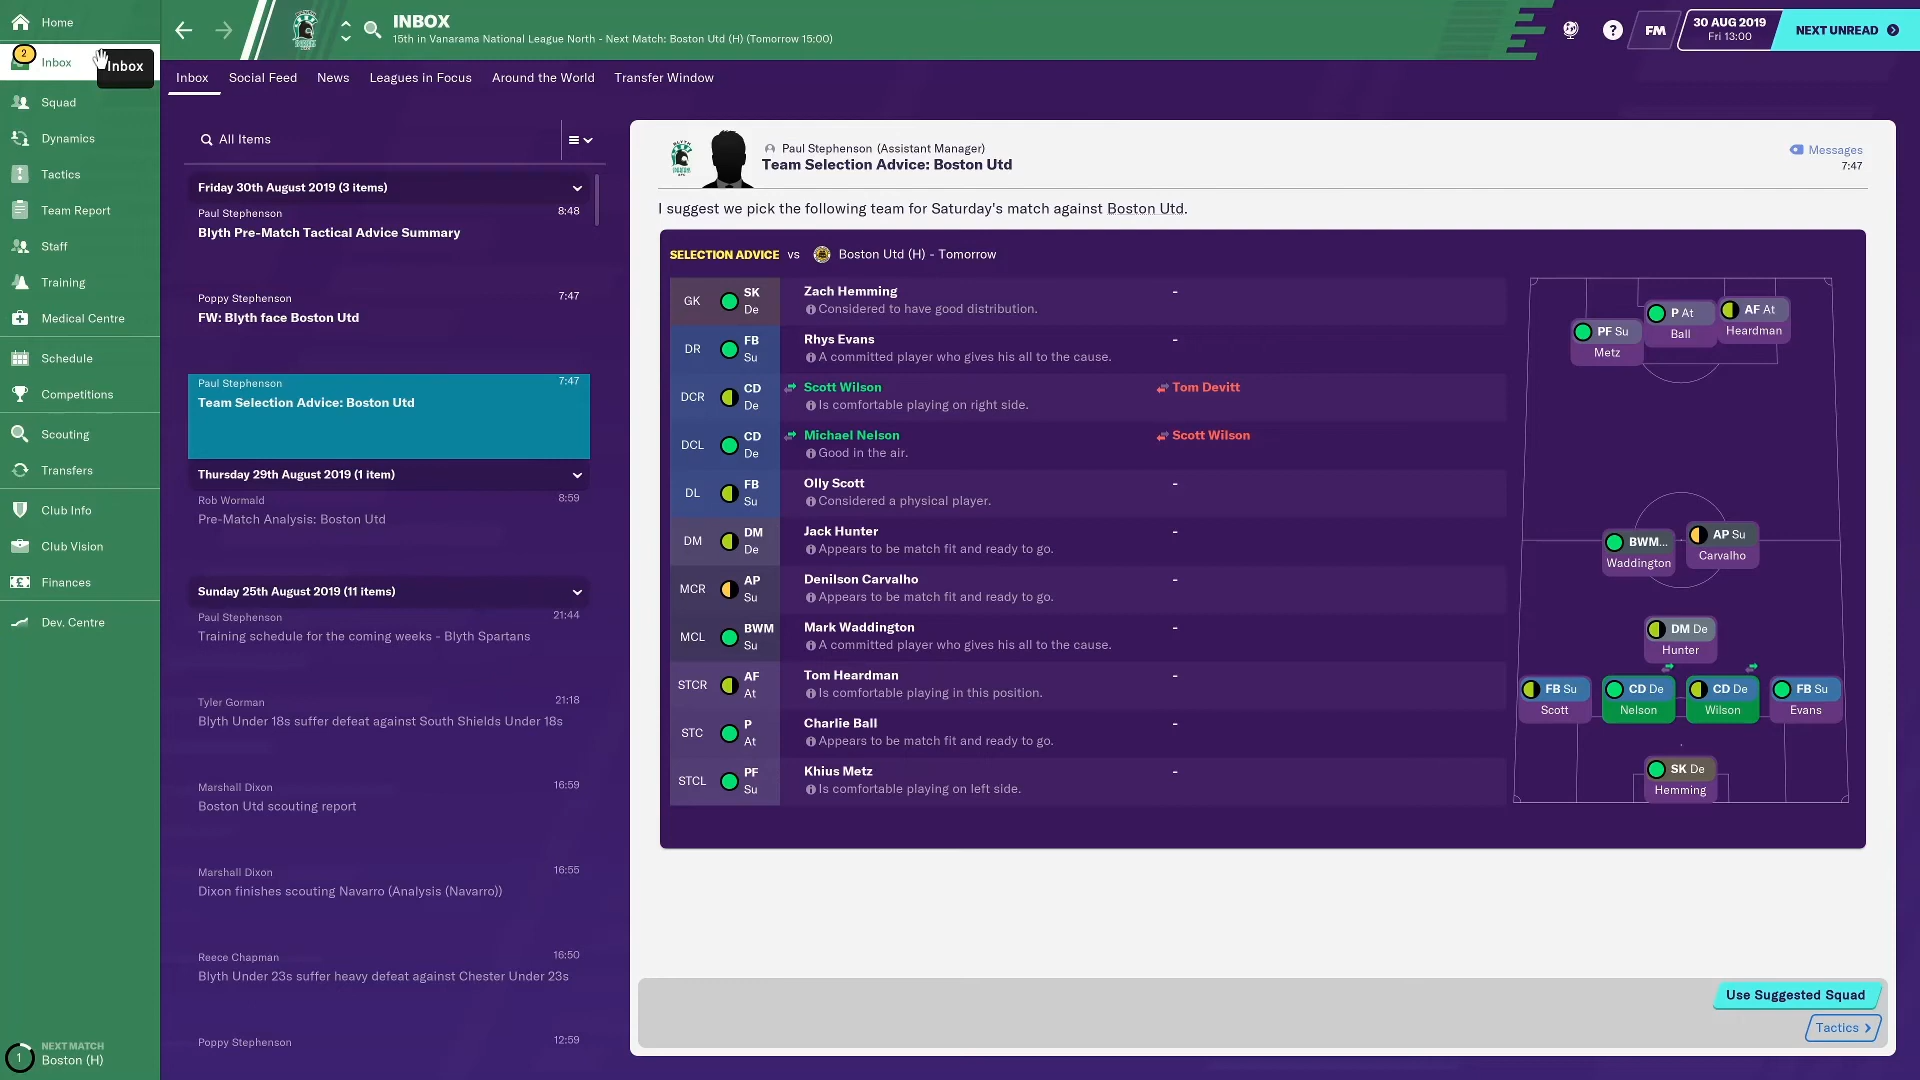 Home
2
Inbox
Inbox
Squad
Dynamics
Tactics
Team Report
Staff
Training
Medical Centre
Schedule
Competitions
Scouting
Transfers
Club Info
Club Vision
Finances
Dev. Centre
1
NEXT MATCH
Boston (H)
INBOX
15th in Vanarama National League North - Next Match: Boston Utd (H) (Tomorrow 15:00)
?
FM
30 AUG 2019
Fri 13:00
NEXT UNREAD
Inbox Social Feed News Leagues in Focus Around the World Transfer Window
All Items
Friday 30th August 2019 (3 items)
Paul Stephenson 8:48
Blyth Pre-Match Tactical Advice Summary
Poppy Stephenson 7:47
FW: Blyth face Boston Utd
Paul Stephenson 7:47
Team Selection Advice: Boston Utd
Thursday 29th August 2019 (1 item)
Rob Wormald 8:59
Pre-Match Analysis: Boston Utd
Sunday 25th August 2019 (11 items)
Paul Stephenson 21:44
Training schedule for the coming weeks - Blyth Spartans
Tyler Gorman 21:18
Blyth Under 18s suffer defeat against South Shields Under 18s
Marshall Dixon 16:59
Boston Utd scouting report
Marshall Dixon 16:55
Dixon finishes scouting Navarro (Analysis (Navarro))
Reece Chapman 16:50
Blyth Under 23s suffer heavy defeat against Chester Under 23s
Poppy Stephenson 12:59
Paul Stephenson (Assistant Manager)
Team Selection Advice: Boston Utd
Messages
7:47
I suggest we pick the following team for Saturday's match against Boston Utd.
SELECTION ADVICE vs Boston Utd (H) - Tomorrow
GK SK De Zach Hemming -
Considered to have good distribution.
DR FB Su Rhys Evans -
A committed player who gives his all to the cause.
DCR CD De Scott Wilson Tom Devitt
Is comfortable playing on right side.
DCL CD De Michael Nelson Scott Wilson
Good in the air.
DL FB Su Olly Scott -
Considered a physical player.
DM DM De Jack Hunter -
Appears to be match fit and ready to go.
MCR AP Su Denilson Carvalho -
Appears to be match fit and ready to go.
MCL BWM Su Mark Waddington -
A committed player who gives his all to the cause.
STCR AF At Tom Heardman -
Is comfortable playing in this position.
STC P At Charlie Ball -
Appears to be match fit and ready to go.
STCL PF Su Khius Metz -
Is comfortable playing on left side.
PF Su
Metz
P At
Ball
AF At
Heardman
BWM...
Waddington
AP Su
Carvalho
DM De
Hunter
FB Su
Scott
CD De
Nelson
CD De
Wilson
FB Su
Evans
SK De
Hemming
Use Suggested Squad
Tactics